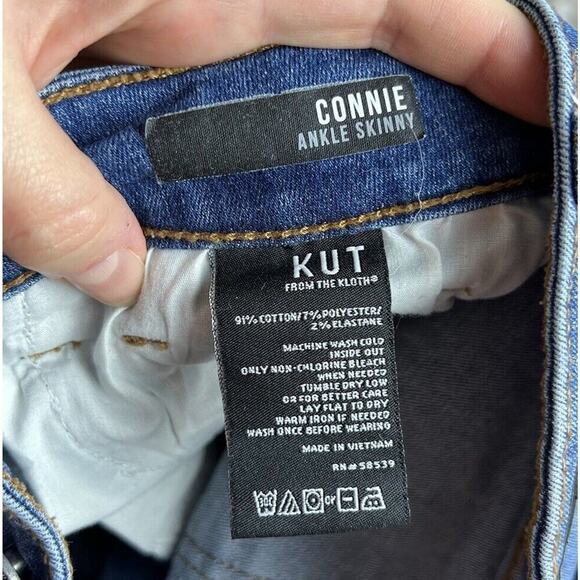 CONNIE
ANKLE SKINNY
KUT
FROM THE KLOTH®
91% COTTON/7% POLYESTER/
2% ELASTANE
MACHINE WASH COLD
INSIDE OUT
ONLY NON-CHLORINE BLEACH
WHEN NEEDED
TUMBLE DRY LOW
OR FOR BETTER CARE
LAY FLAT TO DRY
WARM IRON IF NEEDED
WASH ONCE BEFORE WEARING
MADE IN VIETNAM
RN# 58539
30C or